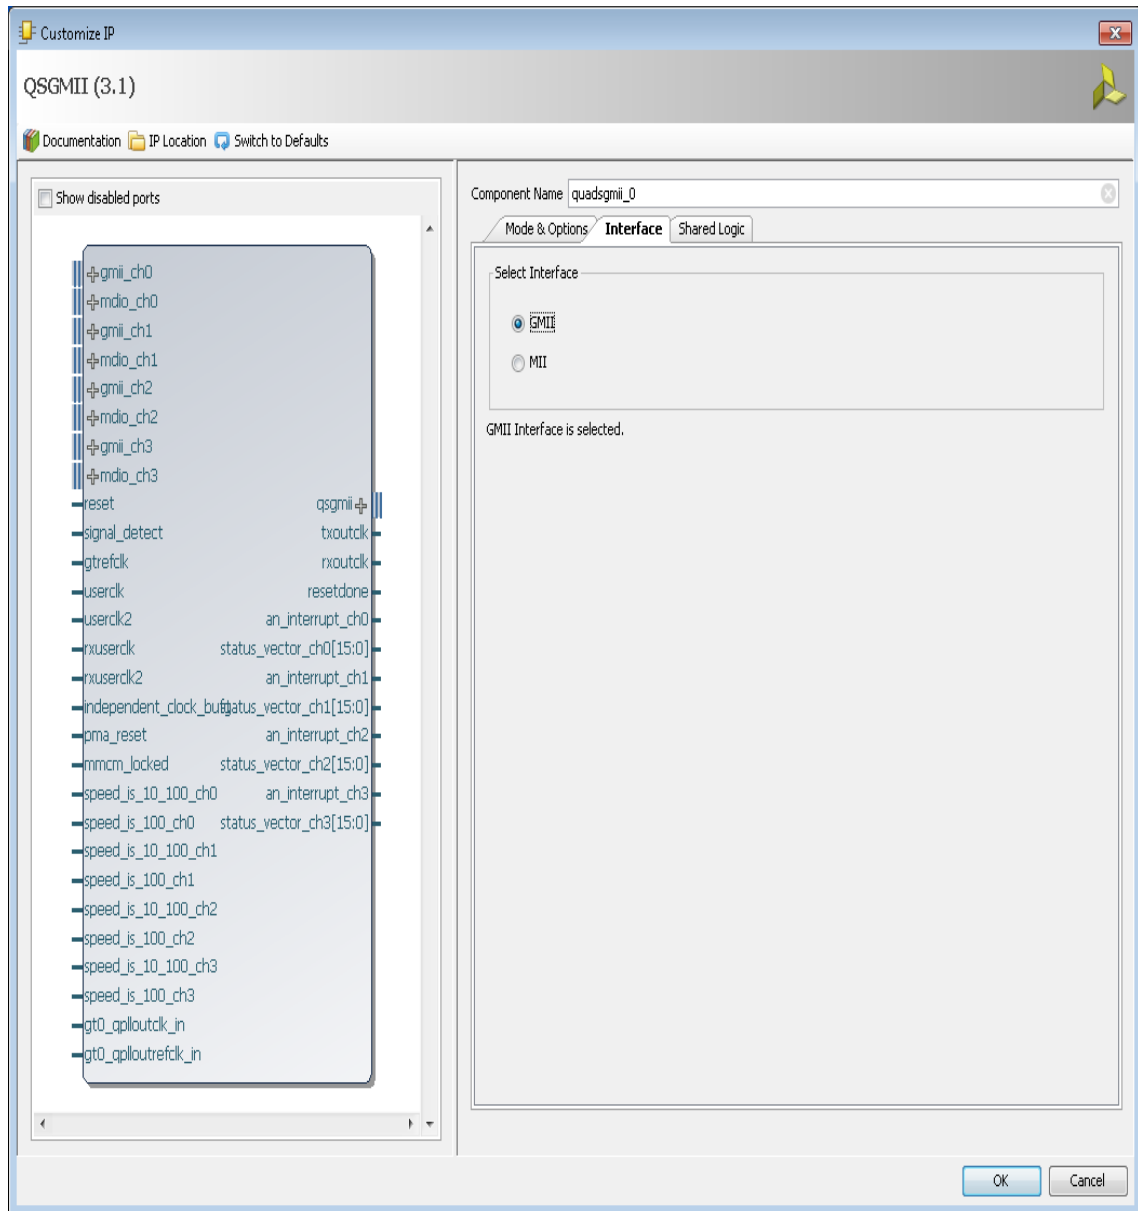 Customize IP
QSGMII (3.1)
Documentation IP Location Switch to Defaults
Show disabled ports
gmii_ch0
mdio_ch0
gmii_ch1
mdio_ch1
gmii_ch2
mdio_ch2
gmii_ch3
mdio_ch3
reset qsgmii
signal_detect txoutclk
gtrefclk rxoutclk
userclk resetdone
userclk2 an_interrupt_ch0
rxuserclk status_vector_ch0[15:0]
rxuserclk2 an_interrupt_ch1
independent_clock_bufg status_vector_ch1[15:0]
pma_reset an_interrupt_ch2
mmcm_locked status_vector_ch2[15:0]
speed_is_10_100_ch0 an_interrupt_ch3
speed_is_100_ch0 status_vector_ch3[15:0]
speed_is_10_100_ch1
speed_is_100_ch1
speed_is_10_100_ch2
speed_is_100_ch2
speed_is_10_100_ch3
speed_is_100_ch3
gt0_qplloutclk_in
gt0_qplloutrefclk_in
Component Name quadsgmii_0
Mode & Options Interface Shared Logic
Select Interface
GMII
MII
GMII Interface is selected.
OK Cancel